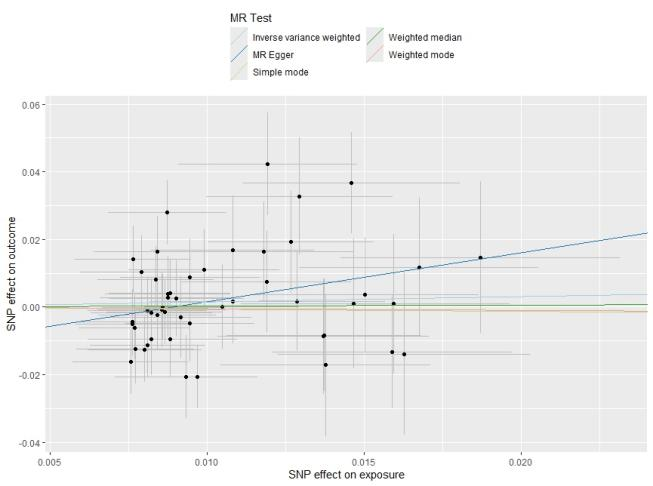 MR Test
Inverse variance weighted
Weighted median
MR Egger
Weighted mode
Simple mode
0.06
0.04
0.02
0.00
-0.02
-0.04
SNP effect on outcome
0.005
0.010
0.015
0.020
SNP effect on exposure